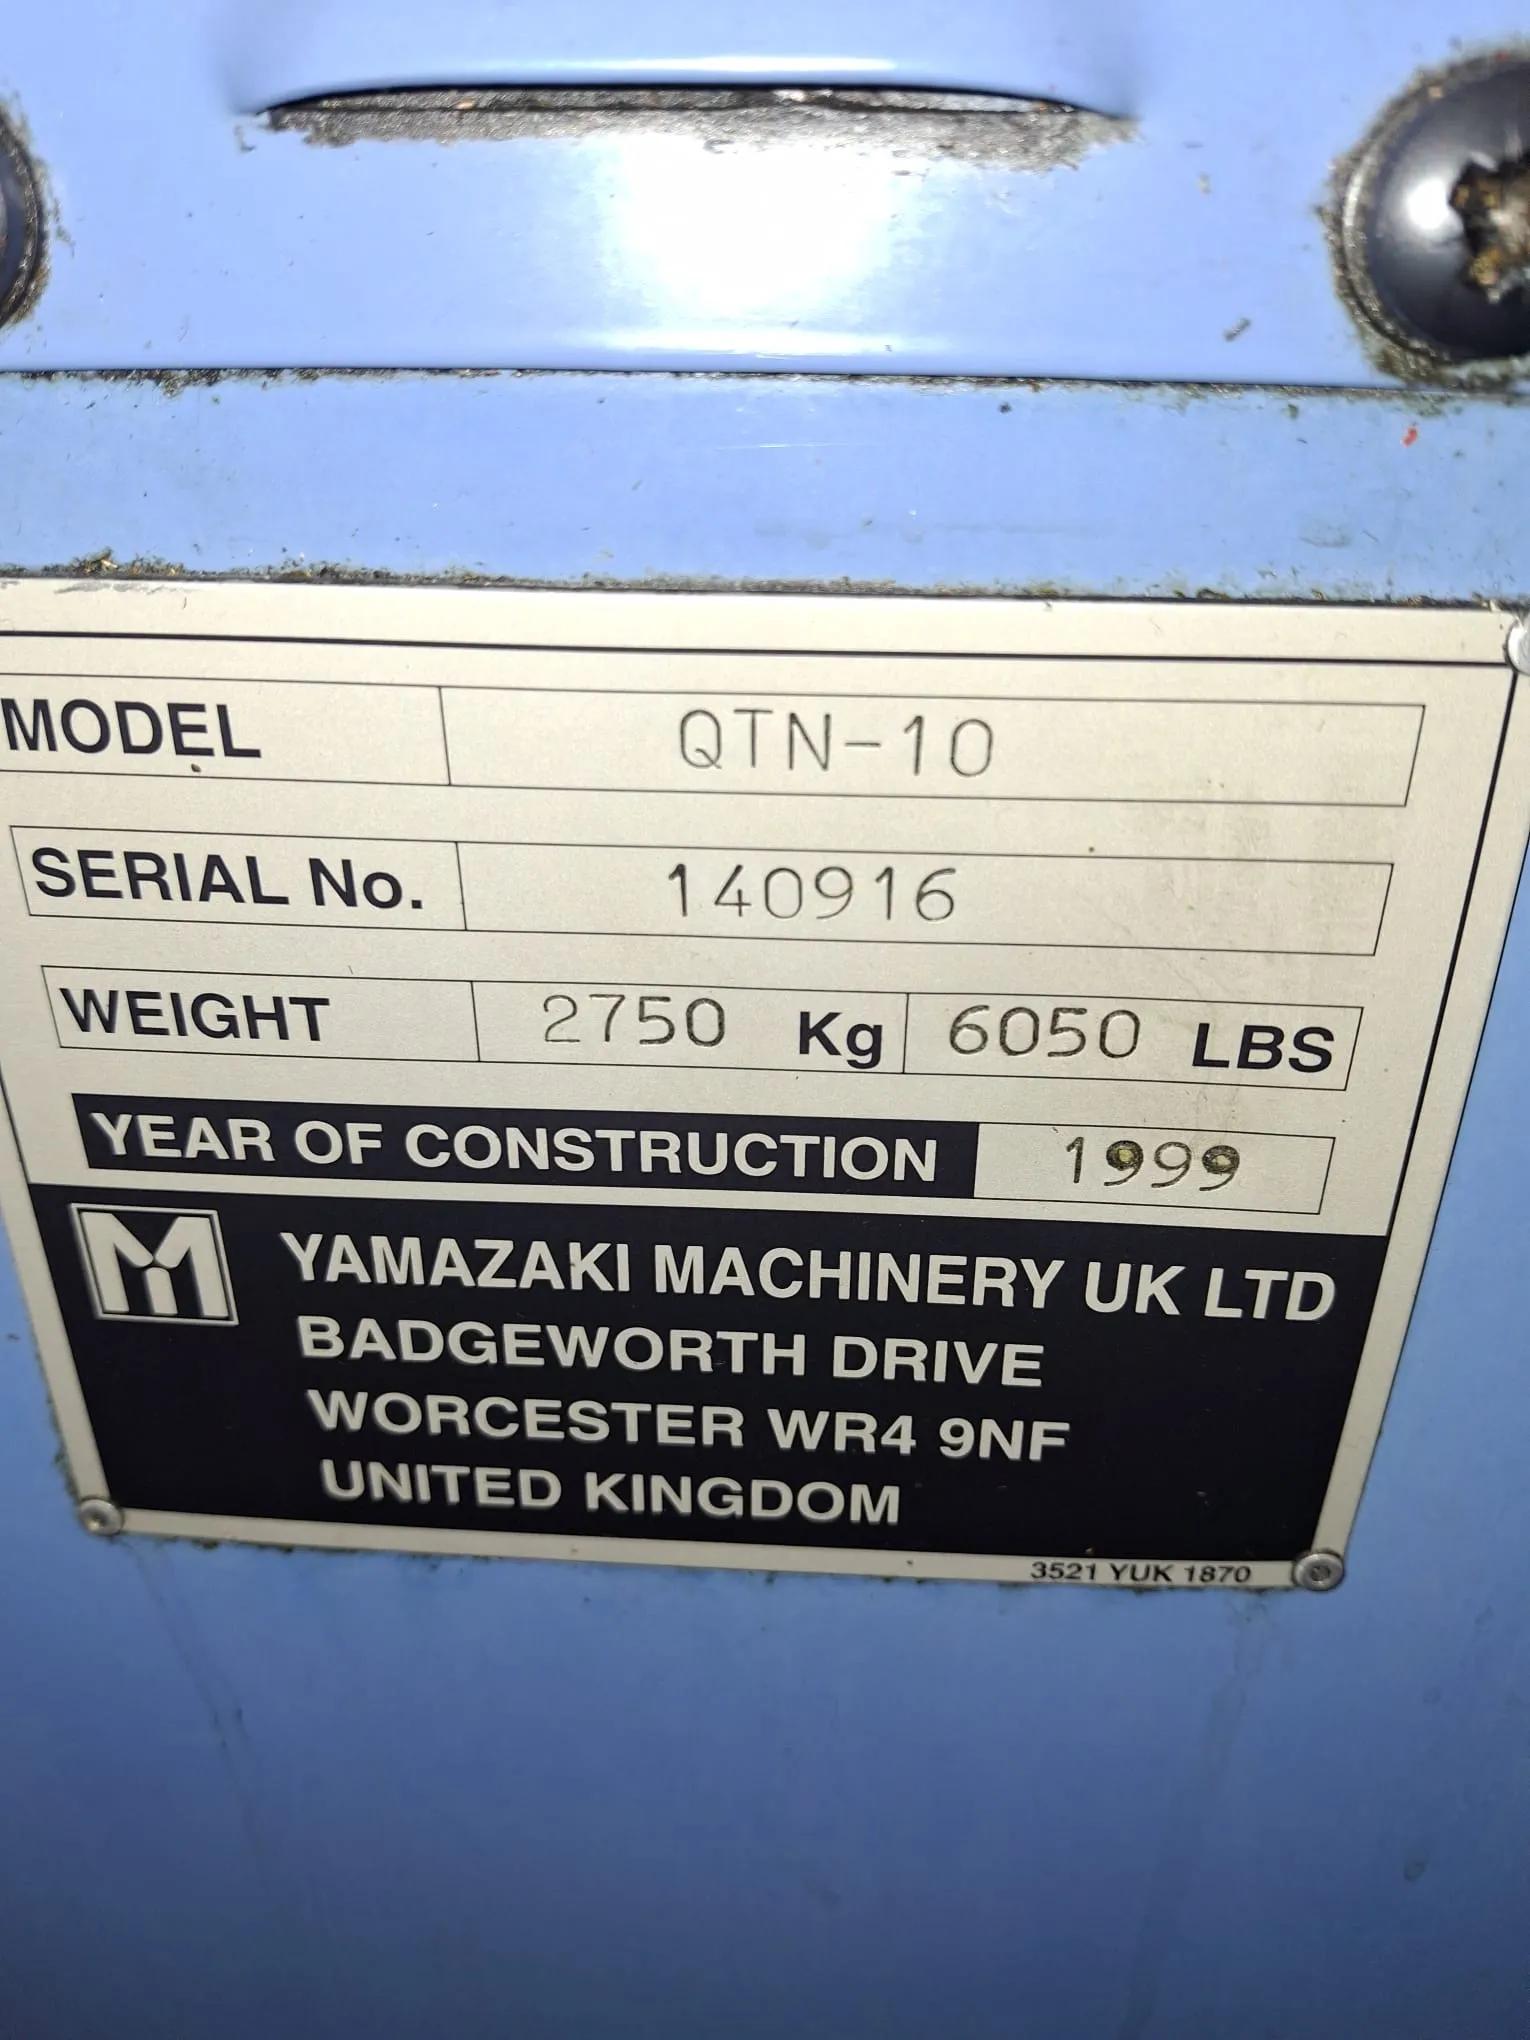 MODEL QTN-10
SERIAL No. 140916
WEIGHT 2750 Kg 6050 LBS
YEAR OF CONSTRUCTION 1999
YAMAZAKI MACHINERY UK LTD
BADGEWORTH DRIVE
WORCESTER WR4 9NF
UNITED KINGDOM
3521 YUK 1870